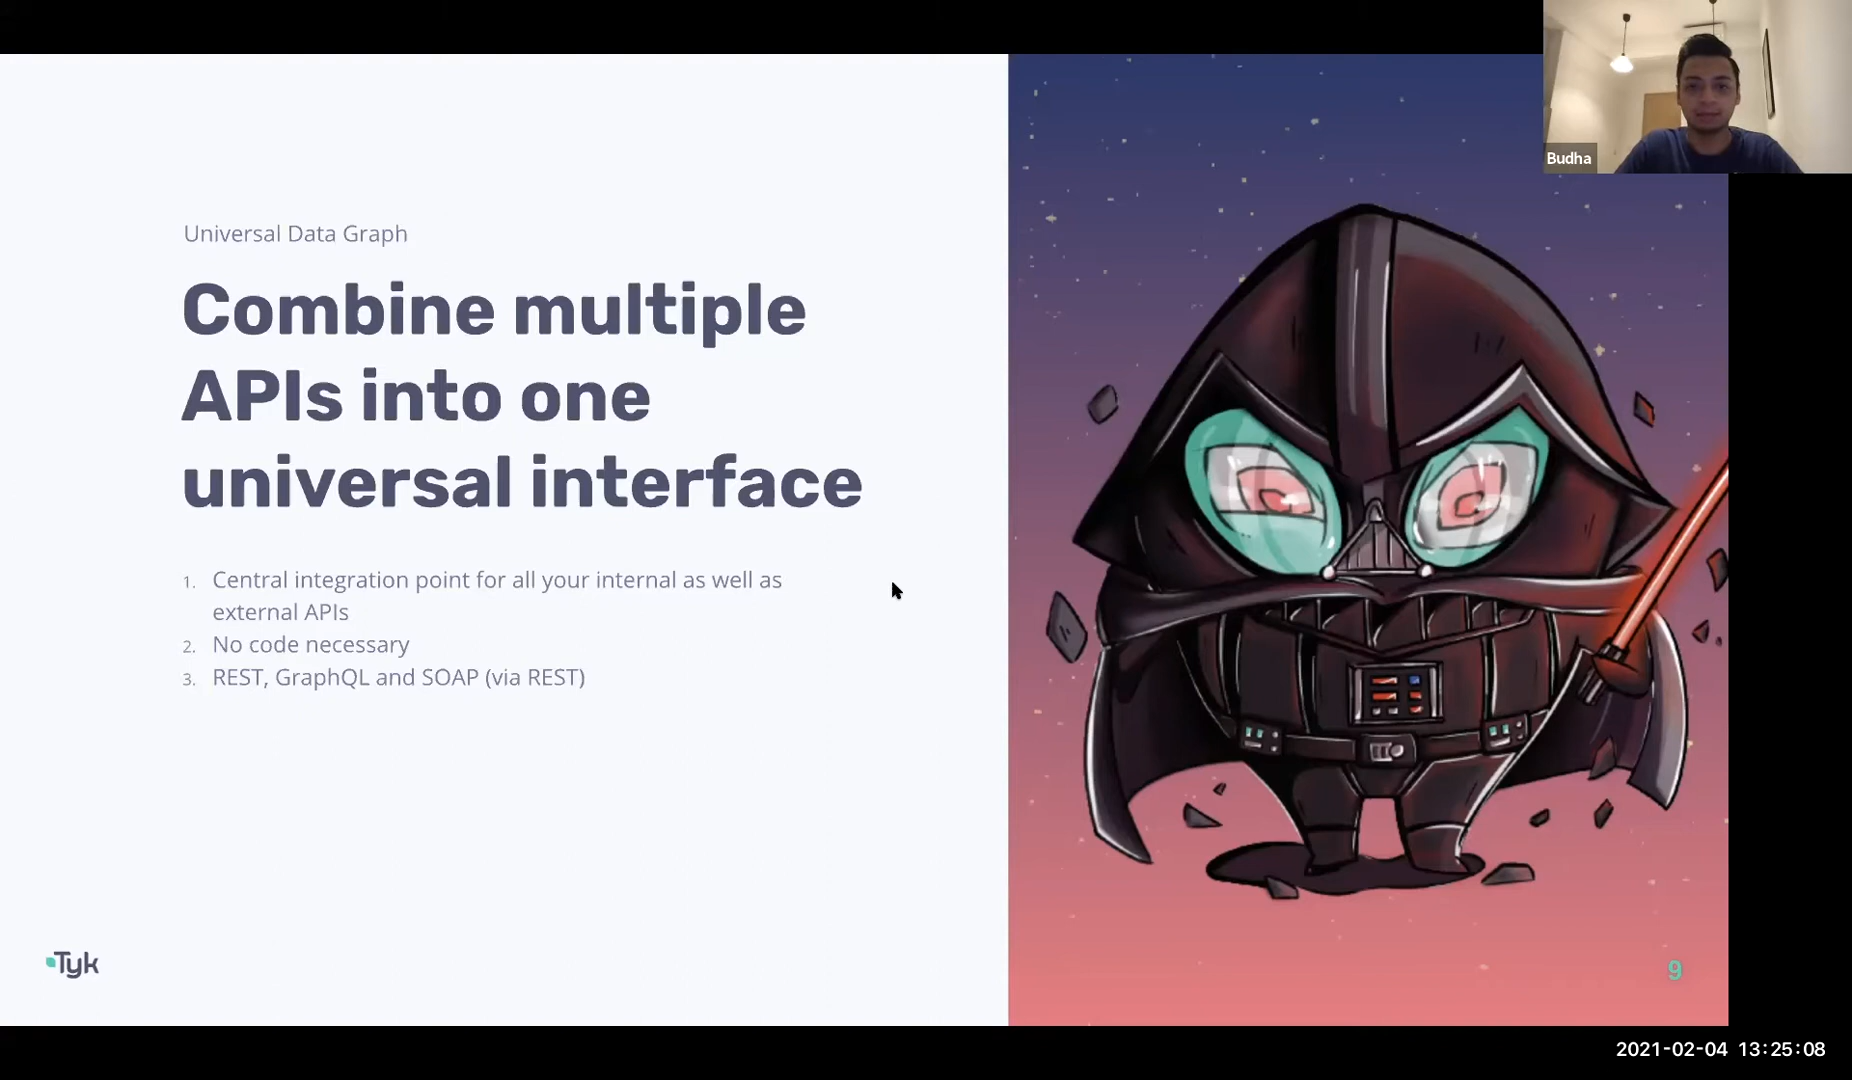 Budha
Universal Data Graph
Combine multiple
APIs into one
universal interface
1. Central integration point for all your internal as well as
external APIs
2. No code necessary
3. REST, GraphQL and SOAP (via REST)
Tyk
9
2021-02-04 13:25:08